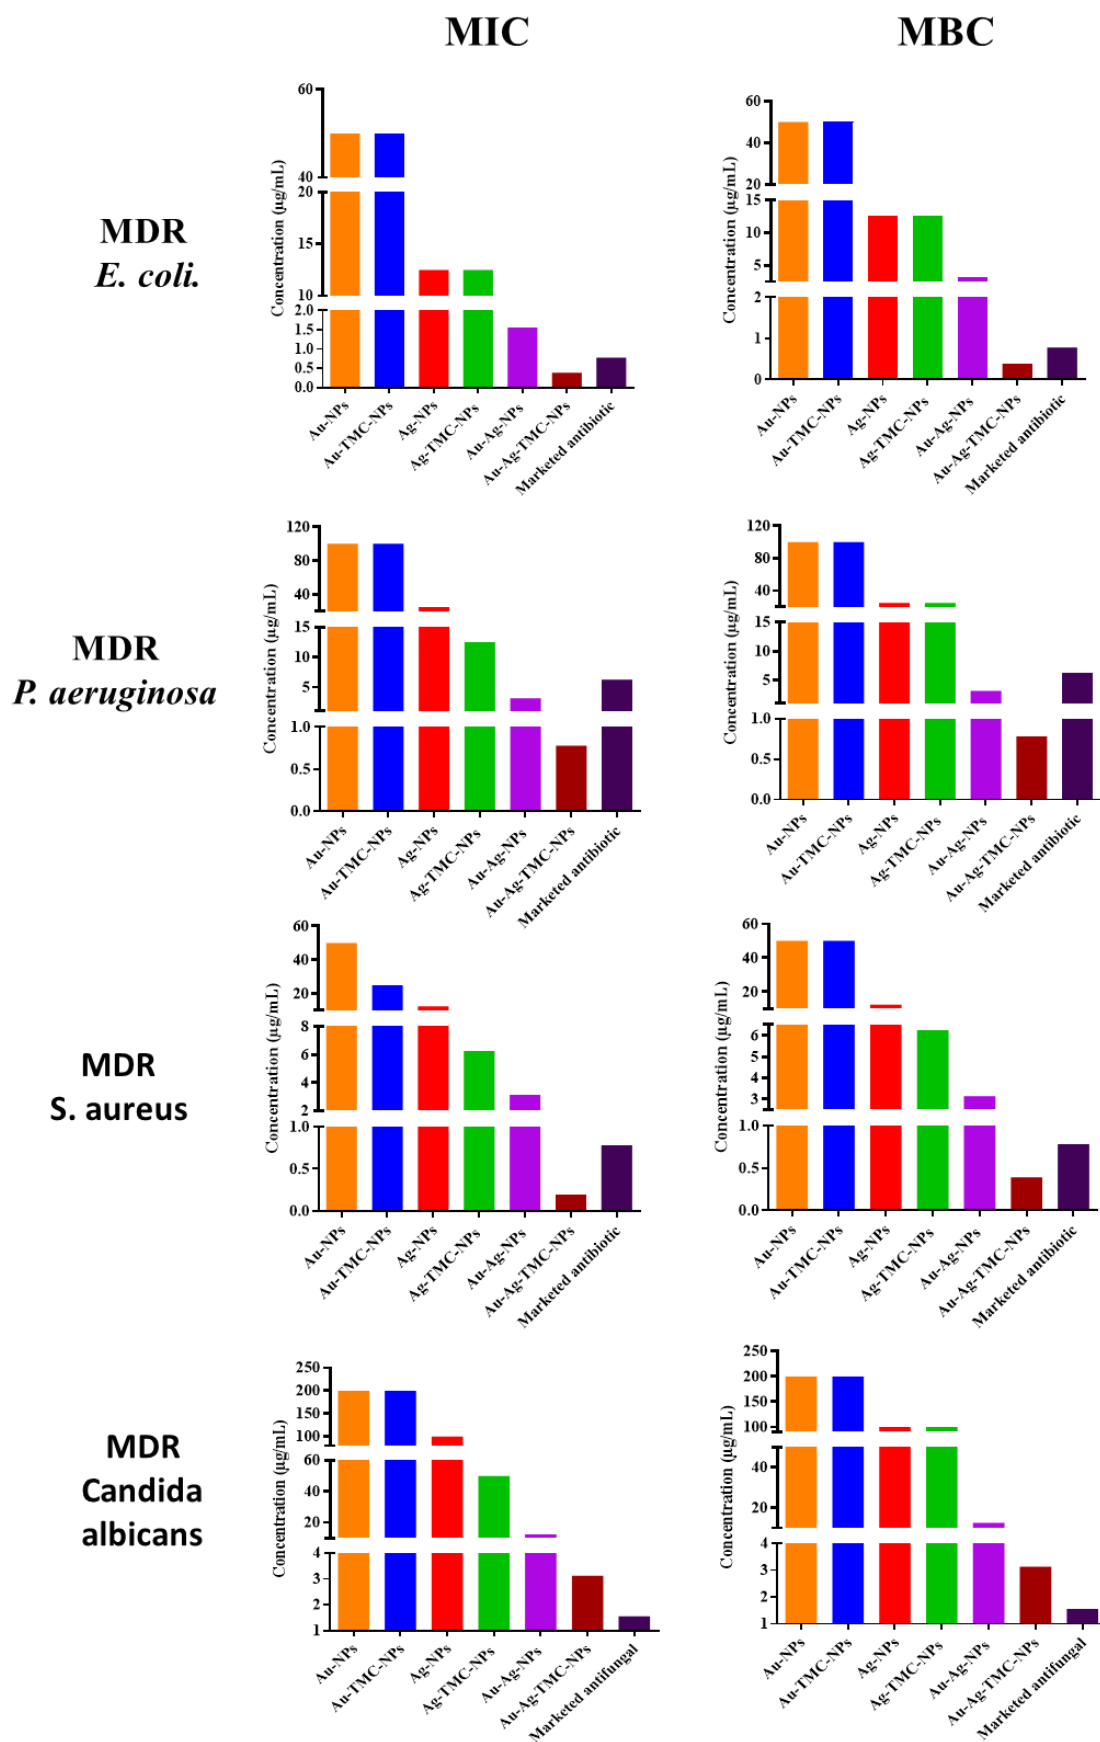 MIC
MBC
MDR
E. coli.
Concentration (µg/mL)
60
40
20
15
10
2.0
1.5
1.0
0.5
0.0
Au-NPs
Au-TMC-NPs
Ag-NPs
Ag-TMC-NPs
Au-Ag-NPs
Au-Ag-TMC-NPs
Marketed antibiotic
Concentration (µg/mL)
60
40
20
15
10
5
2
1
0
Au-NPs
Au-TMC-NPs
Ag-NPs
Ag-TMC-NPs
Au-Ag-NPs
Au-Ag-TMC-NPs
Marketed antibiotic
MDR
P. aeruginosa
Concentration (µg/mL)
120
80
40
15
10
5
1.0
0.5
0.0
Au-NPs
Au-TMC-NPs
Ag-NPs
Ag-TMC-NPs
Au-Ag-NPs
Au-Ag-TMC-NPs
Marketed antibiotic
Concentration (µg/mL)
120
80
40
15
10
5
1.0
0.5
0.0
Au-NPs
Au-TMC-NPs
Ag-NPs
Ag-TMC-NPs
Au-Ag-NPs
Au-Ag-TMC-NPs
Marketed antibiotic
MDR
S. aureus
Concentration (µg/mL)
60
40
20
8
6
4
2
1.0
0.5
0.0
Au-NPs
Au-TMC-NPs
Ag-NPs
Ag-TMC-NPs
Au-Ag-NPs
Au-Ag-TMC-NPs
Marketed antibiotic
Concentration (µg/mL)
60
40
20
6
5
4
3
1.0
0.5
0.0
Au-NPs
Au-TMC-NPs
Ag-NPs
Ag-TMC-NPs
Au-Ag-NPs
Au-Ag-TMC-NPs
Marketed antibiotic
MDR
Candida
albicans
Concentration (µg/mL)
250
200
150
100
60
40
20
4
3
2
1
Au-NPs
Au-TMC-NPs
Ag-NPs
Ag-TMC-NPs
Au-Ag-NPs
Au-Ag-TMC-NPs
Marketed antifungal
Concentration (µg/mL)
250
200
150
100
40
20
4
3
2
1
Au-NPs
Au-TMC-NPs
Ag-NPs
Ag-TMC-NPs
Au-Ag-NPs
Au-Ag-TMC-NPs
Marketed antifungal